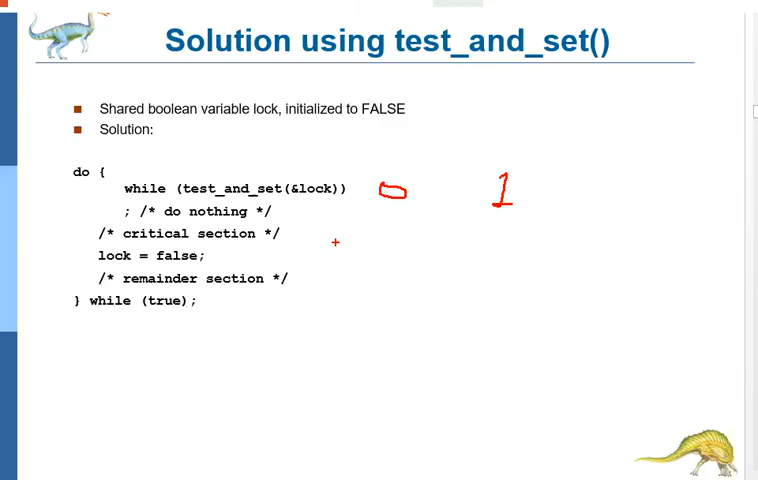 Solution using test_and_set()
Shared boolean variable lock, initialized to FALSE
Solution:
do {
while (test_and_set(&lock)) 0 1
; /* do nothing */
/* critical section */
lock = false;
/* remainder section */
} while (true);